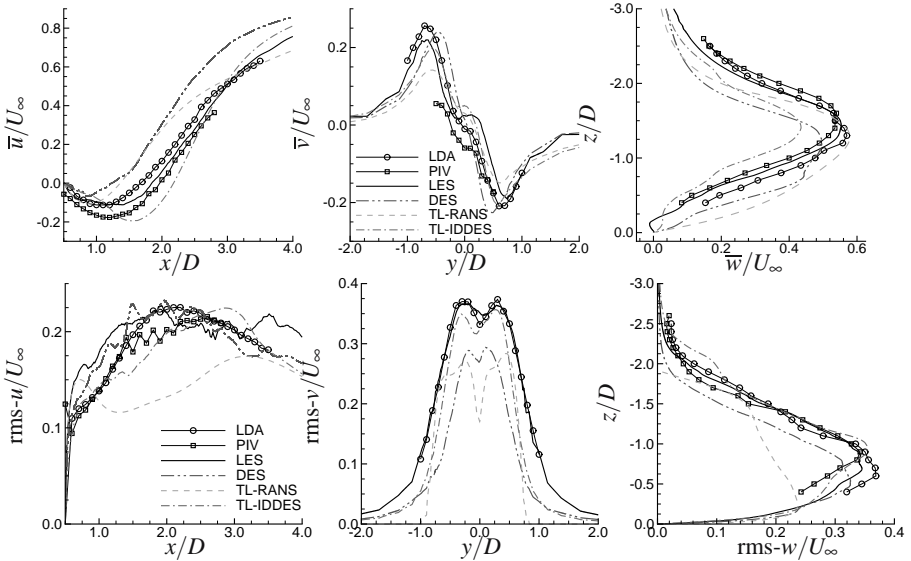 0.8
0.6
0.4
0.2
0.0
-0.2
u̅/U∞
1.0 2.0 3.0 4.0
x/D
0.2
0.0
-0.2
v̅/U∞
LDA
PIV
LES
DES
TL-RANS
TL-IDDES
-2.0 -1.0 0.0 1.0 2.0
y/D
-3.0
-2.0
-1.0
0.0
z/D
0.0 0.2 0.4 0.6
w̅/U∞
0.2
0.1
0.0
rms-u/U∞
LDA
PIV
LES
DES
TL-RANS
TL-IDDES
1.0 2.0 3.0 4.0
x/D
0.4
0.3
0.2
0.1
0.0
rms-v/U∞
-2.0 -1.0 0.0 1.0 2.0
y/D
-3.0
-2.5
-2.0
-1.5
-1.0
-0.5
0.0
z/D
0.0 0.1 0.2 0.3 0.4
rms-w/U∞